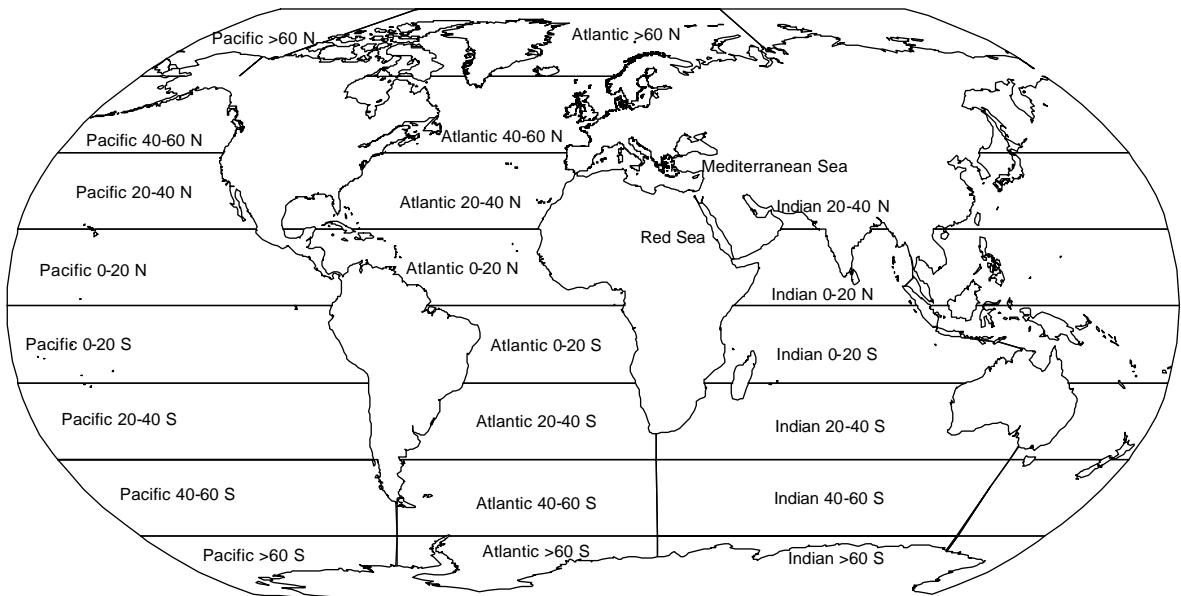 Pacific >60 N
Atlantic >60 N
Pacific 40-60 N
Atlantic 40-60 N
Mediterranean Sea
Pacific 20-40 N
Atlantic 20-40 N
Indian 20-40 N
Red Sea
Pacific 0-20 N
Atlantic 0-20 N
Indian 0-20 N
Pacific 0-20 S
Atlantic 0-20 S
Indian 0-20 S
Pacific 20-40 S
Atlantic 20-40 S
Indian 20-40 S
Pacific 40-60 S
Atlantic 40-60 S
Indian 40-60 S
Pacific >60 S
Atlantic >60 S
Indian >60 S